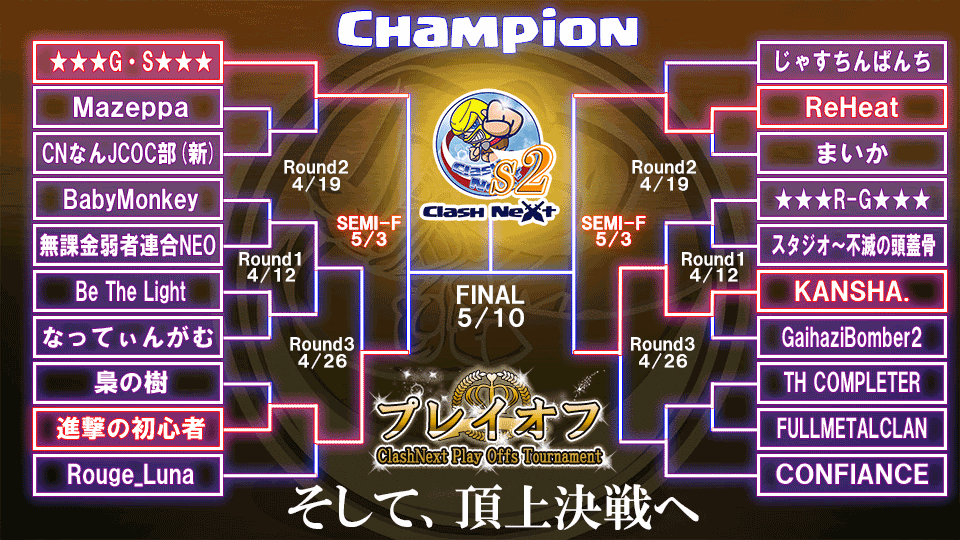 CHAMPION
★★★G・S★★★
Mazeppa
CNなんJCOC部(新)
BabyMonkey
無課金弱者連合NEO
Be The Light
なってぃんがむ
梟の樹
進撃の初心者
Rouge_Luna
Round2
4/19
SEMI-F
5/3
Round1
4/12
Round3
4/26
S2
Clash NeXt
FINAL
5/10
プレイオフ
ClashNext Play Offs Tournament
そして、頂上決戦へ
Round2
4/19
SEMI-F
5/3
Round1
4/12
Round3
4/26
じゃすちんぱんち
ReHeat
まいか
★★★R-G★★★
スタジオ～不滅の頭蓋骨
KANSHA.
GaihaziBomber2
TH COMPLETER
FULLMETALCLAN
CONFIANCE